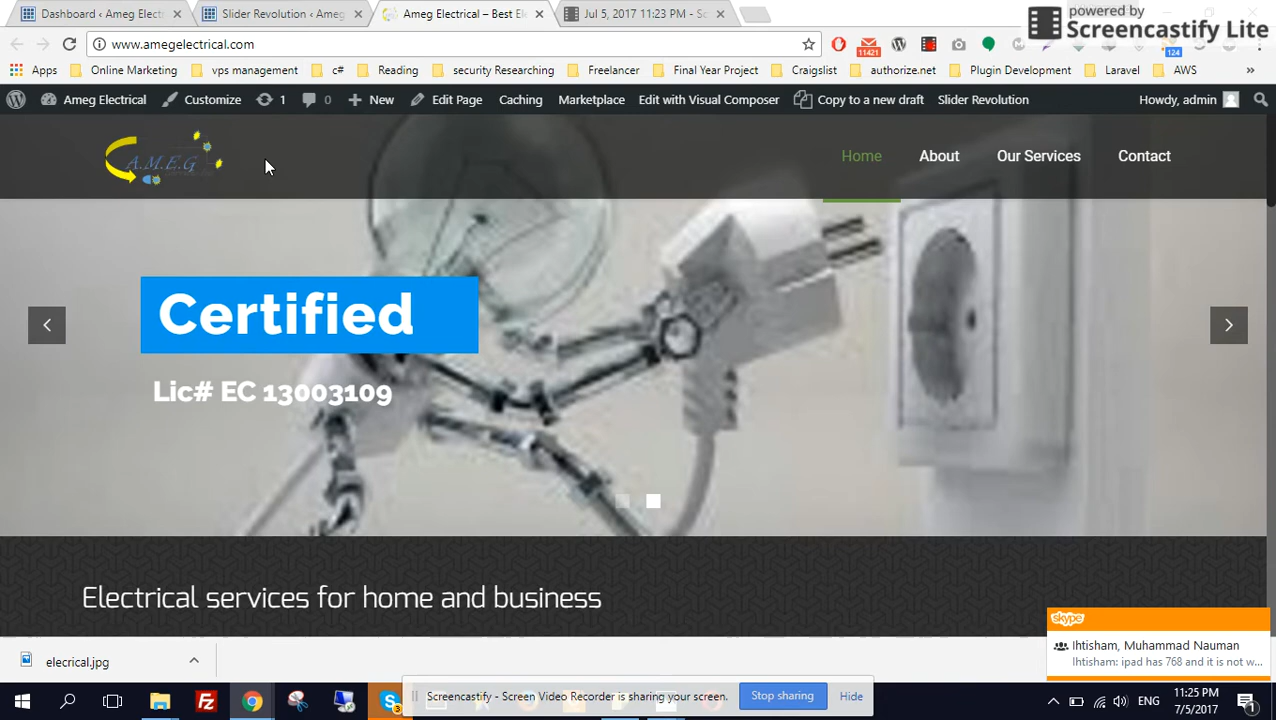 powered by
Screencastify Lite
Dashboard ‹ Ameg Electri
Slider Revolution ‹ Ameg
Ameg Electrical – Best El
Jul 5, 2017 11:23 PM - Sc
www.amegelectrical.com
11421
124
Apps
Online Marketing
vps management
c#
Reading
security Researching
Freelancer
Final Year Project
Craigslist
authorize.net
Plugin Development
Laravel
AWS
»
Ameg Electrical
Customize
1
0
New
Edit Page
Caching
Marketplace
Edit with Visual Composer
Copy to a new draft
Slider Revolution
Howdy, admin
A.M.E.G
Home
About
Our Services
Contact
Certified
Lic# EC 13003109
Electrical services for home and business
skype
Ihtisham, Muhammad Nauman
Ihtisham: ipad has 768 and it is not w...
elecrical.jpg
Screencastify - Screen Video Recorder is sharing your screen.
Stop sharing
Hide
3
ENG
11:25 PM
7/5/2017
1